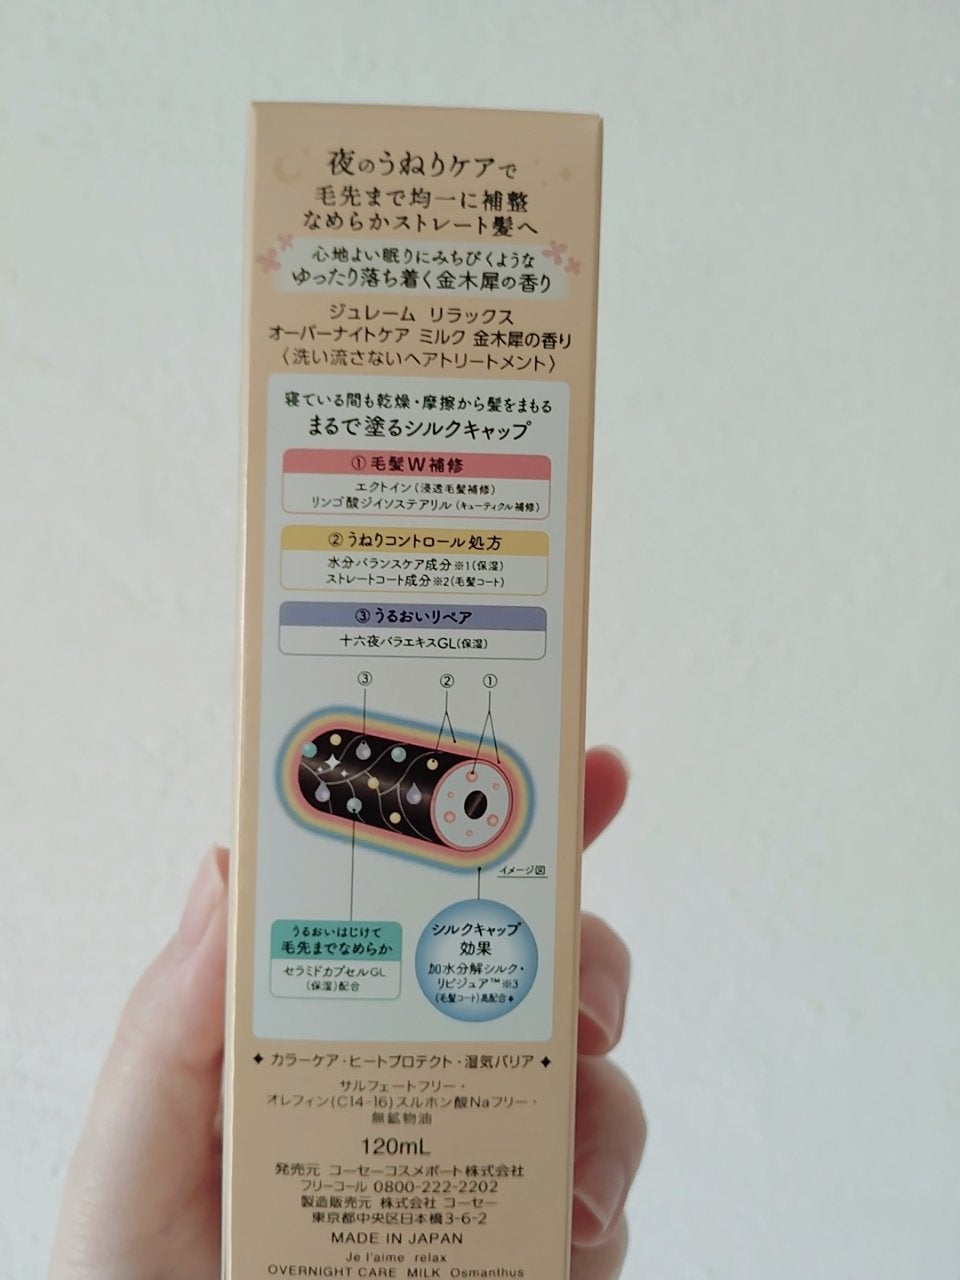 夜のうねりケアで
毛先まで均一に補整
なめらかストレート髪へ
心地よい眠りにみちびくような
ゆったり落ち着く金木犀の香り
ジュレーム リラックス
オーバーナイトケア ミルク 金木犀の香り
〈洗い流さないヘアトリートメント〉
寝ている間も乾燥・摩擦から髪をまもる
まるで塗るシルクキャップ
①毛髪W補修
エクトイン(浸透毛髪補修)
リンゴ酸ジイソステアリル(キューティクル補修)
②うねりコントロール処方
水分バランスケア成分※1(保湿)
ストレートコート成分※2(毛髪コート)
③うるおいリペア
十六夜バラエキスGL(保湿)
③ ② ①
イメージ図
うるおいはじけて
毛先までなめらか
セラミドカプセルGL
(保湿)配合
シルクキャップ
効果
加水分解シルク・
リピジュア™※3
(毛髪コート)高配合◆
◆ カラーケア・ヒートプロテクト・湿気バリア ◆
サルフェートフリー・
オレフィン(C14-16)スルホン酸Naフリー・
無鉱物油
120mL
発売元 コーセーコスメポート株式会社
フリーコール 0800-222-2202
製造販売元 株式会社 コーセー
東京都中央区日本橋3-6-2
MADE IN JAPAN
Je l'aime relax
OVERNIGHT CARE MILK Osmanthus